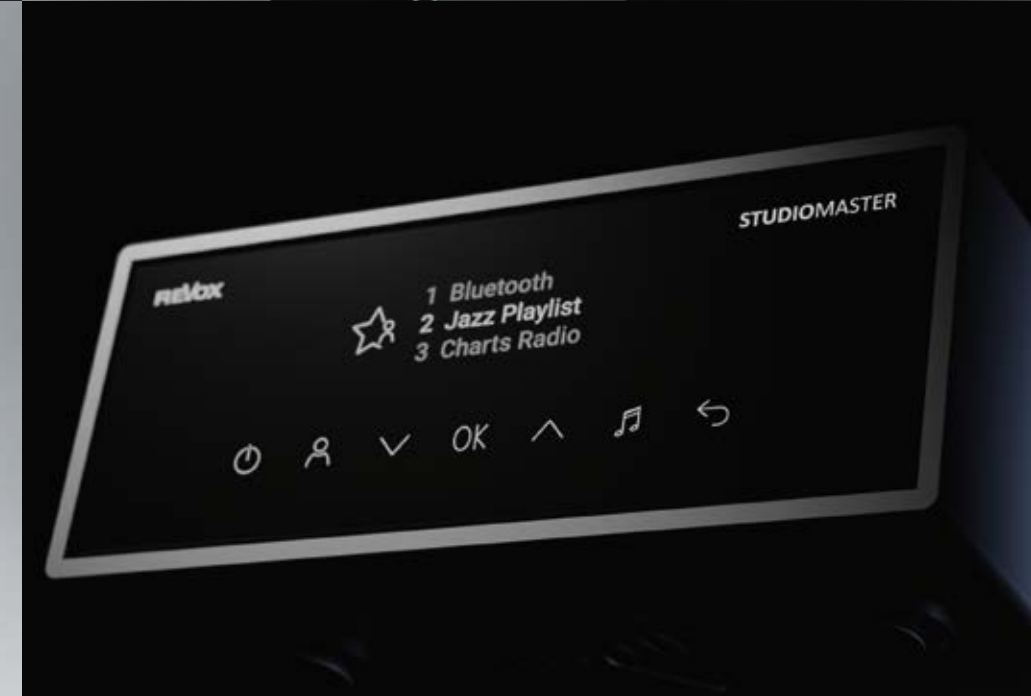 REVOX
STUDIOMASTER
1 Bluetooth
2 Jazz Playlist
3 Charts Radio
OK